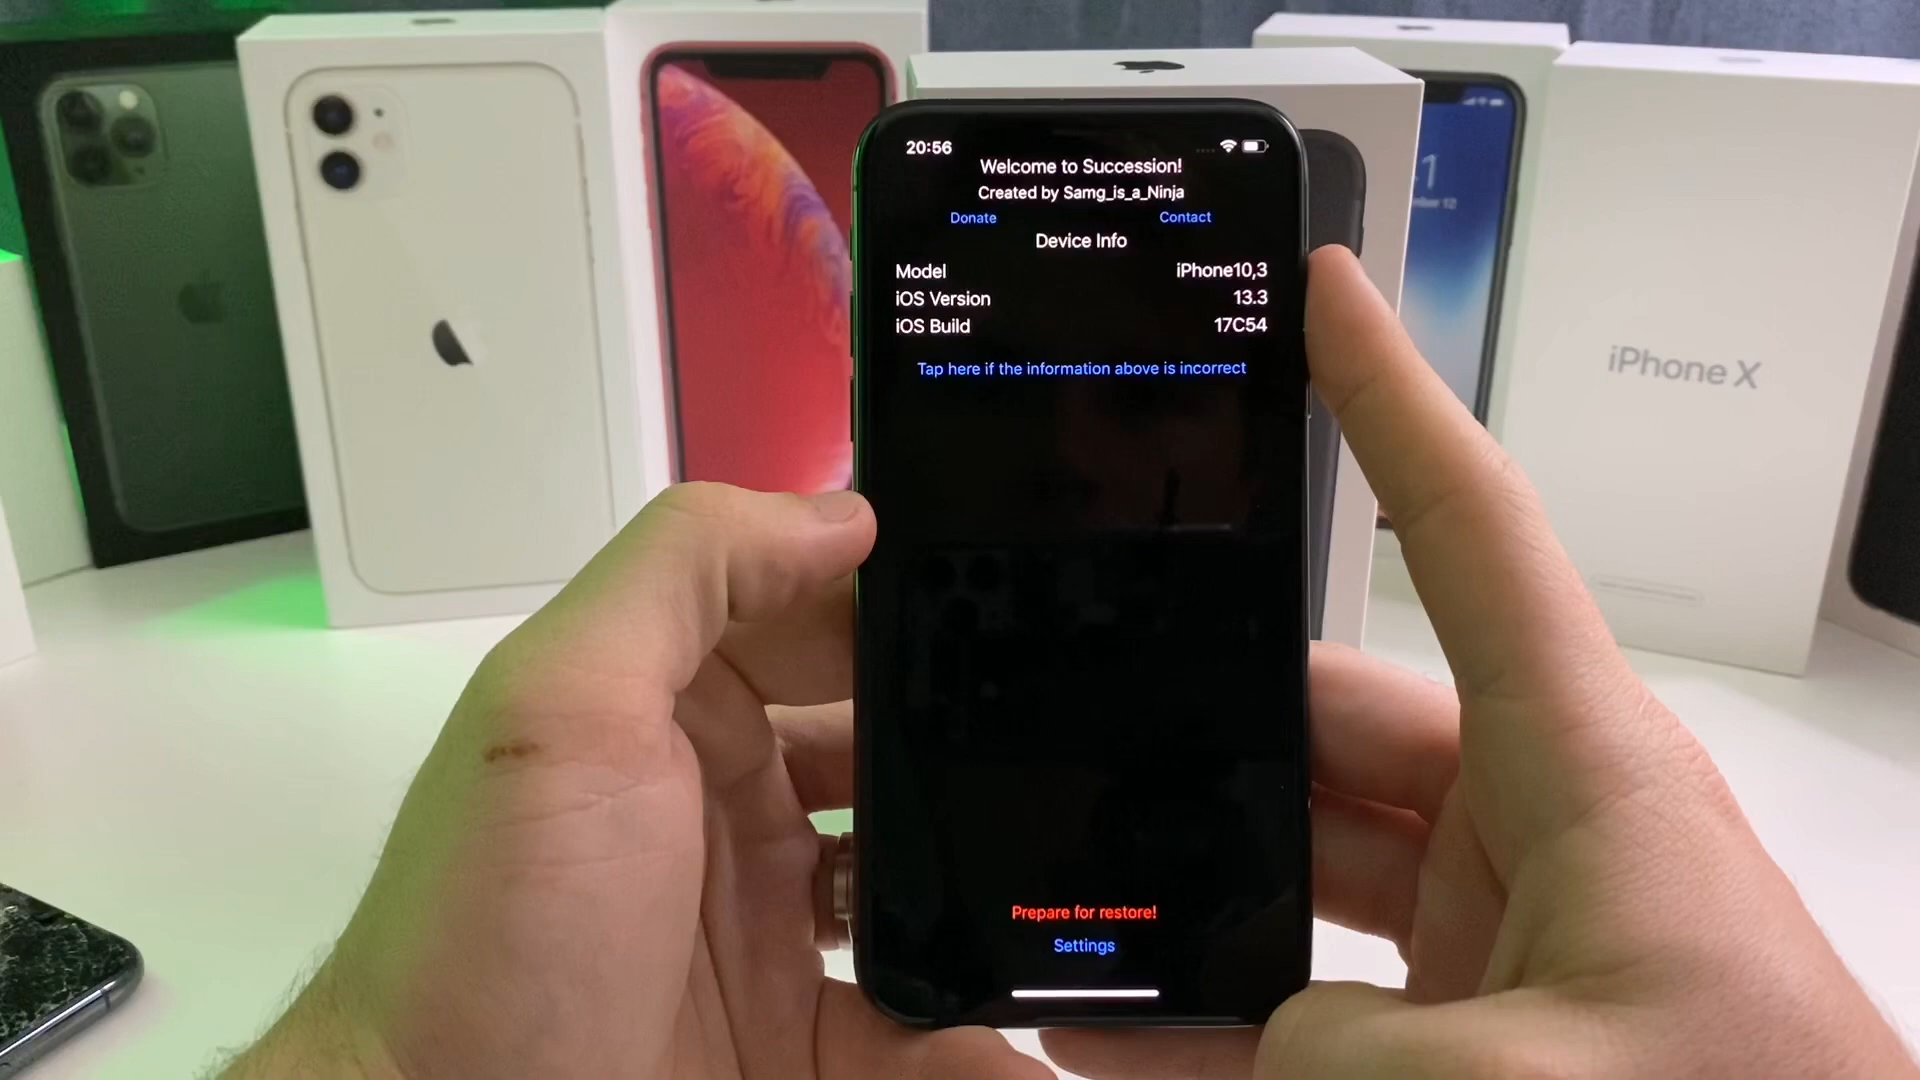 20:56
Welcome to Succession!
Created by Samg_is_a_Ninja
Donate Contact
Device Info
Model iPhone10,3
iOS Version 13.3
iOS Build 17C54
Tap here if the information above is incorrect
Prepare for restore!
Settings
iPhone X